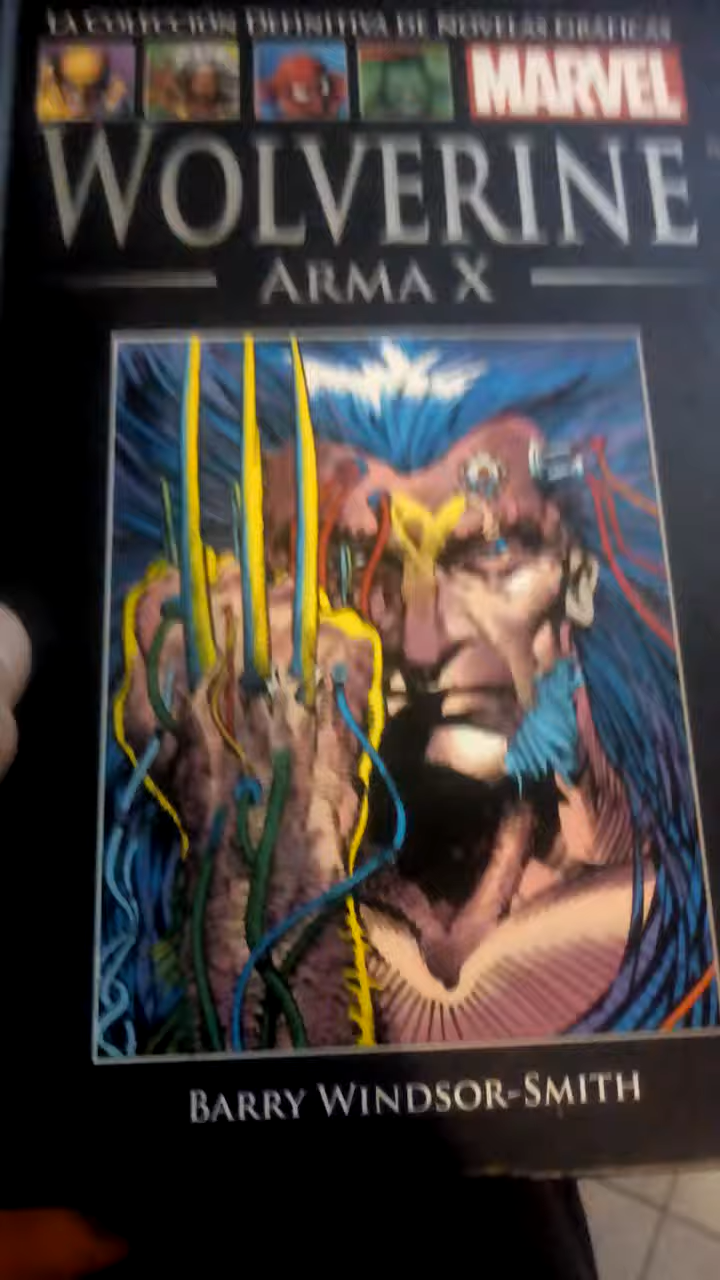 LA COLECCIÓN DEFINITIVA DE NOVELAS GRÁFICAS
MARVEL
WOLVERINE
ARMA X
BARRY WINDSOR-SMITH